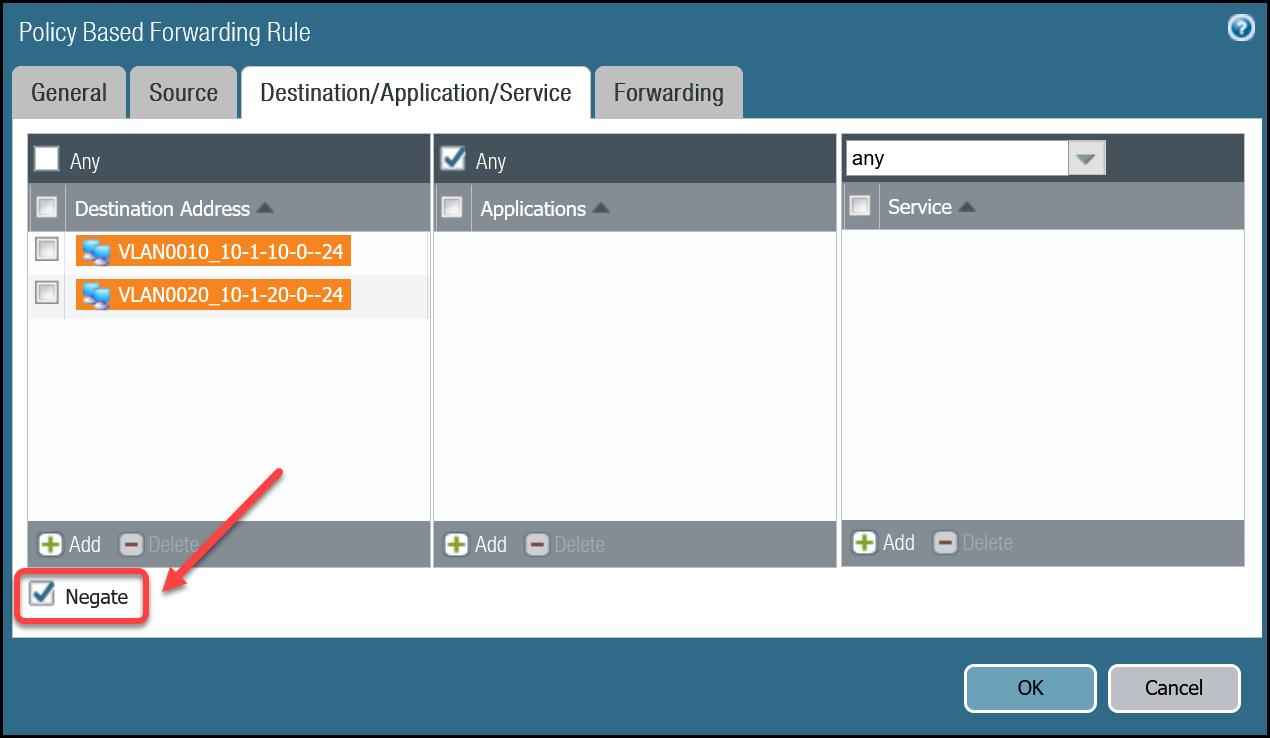 Policy Based Forwarding Rule
General Source Destination/Application/Service Forwarding
Any Any any
Destination Address Applications Service
VLAN0010_10-1-10-0--24
VLAN0020_10-1-20-0--24
Add Delete Add Delete Add Delete
Negate
OK Cancel